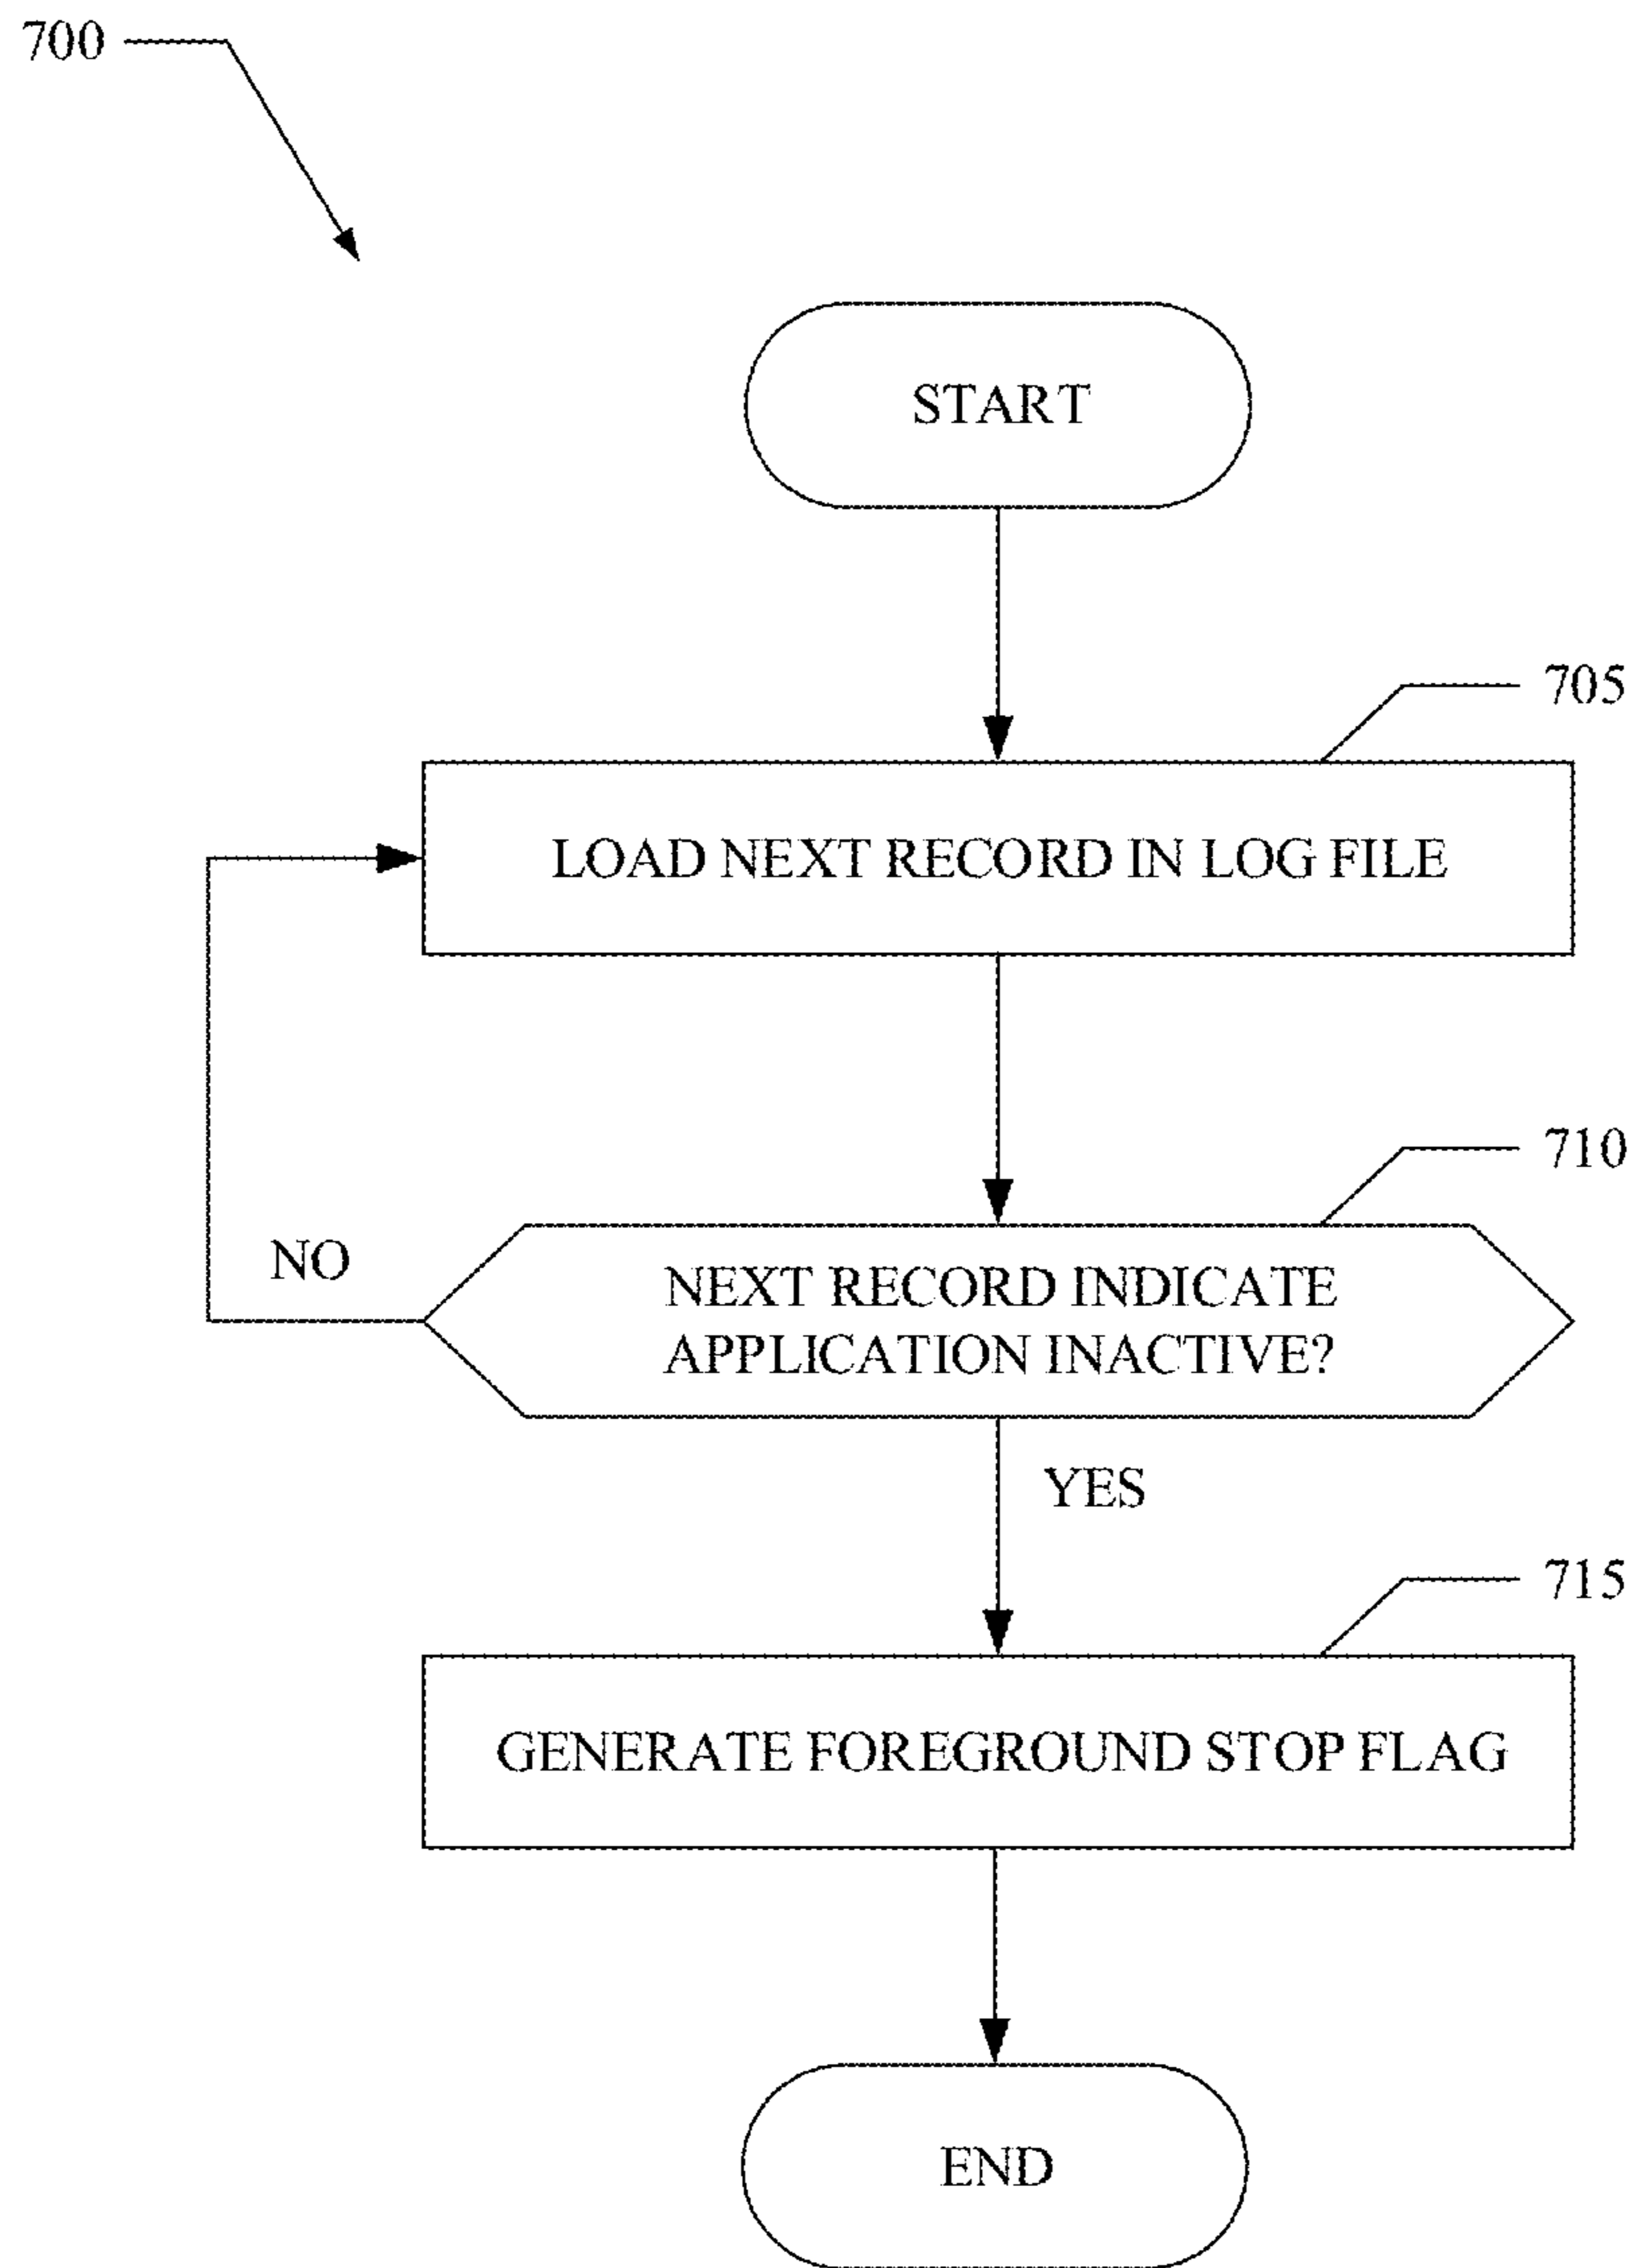 700
START
705
LOAD NEXT RECORD IN LOG FILE
710
NO
NEXT RECORD INDICATE
APPLICATION INACTIVE?
YES
715
GENERATE FOREGROUND STOP FLAG
END